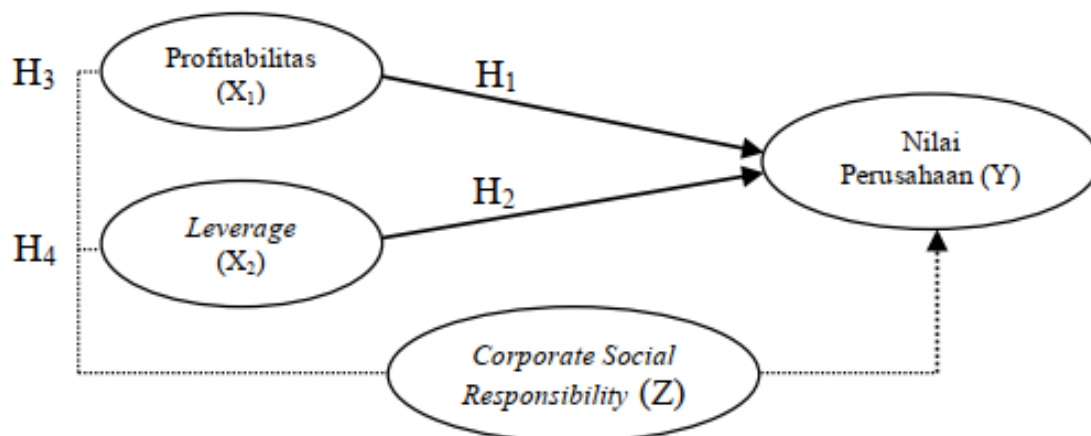 H₃
Profitabilitas
(X₁)
H₁
Nilai
Perusahaan (Y)
H₂
H₄
Leverage
(X₂)
Corporate Social
Responsibility (Z)